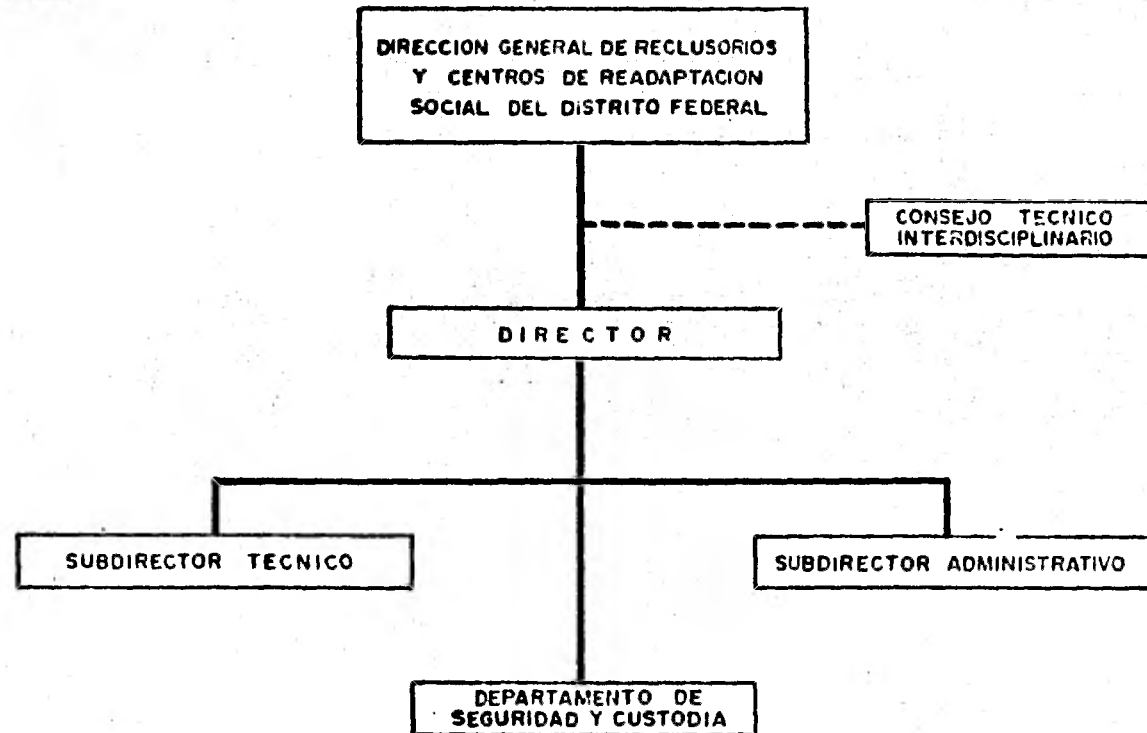 DIRECCION GENERAL DE RECLUSORIOS
Y CENTROS DE READAPTACION
SOCIAL DEL DISTRITO FEDERAL
CONSEJO TECNICO
INTERDISCIPLINARIO
DIRECTOR
SUBDIRECTOR TECNICO
SUBDIRECTOR ADMINISTRATIVO
DEPARTAMENTO DE
SEGURIDAD Y CUSTODIA